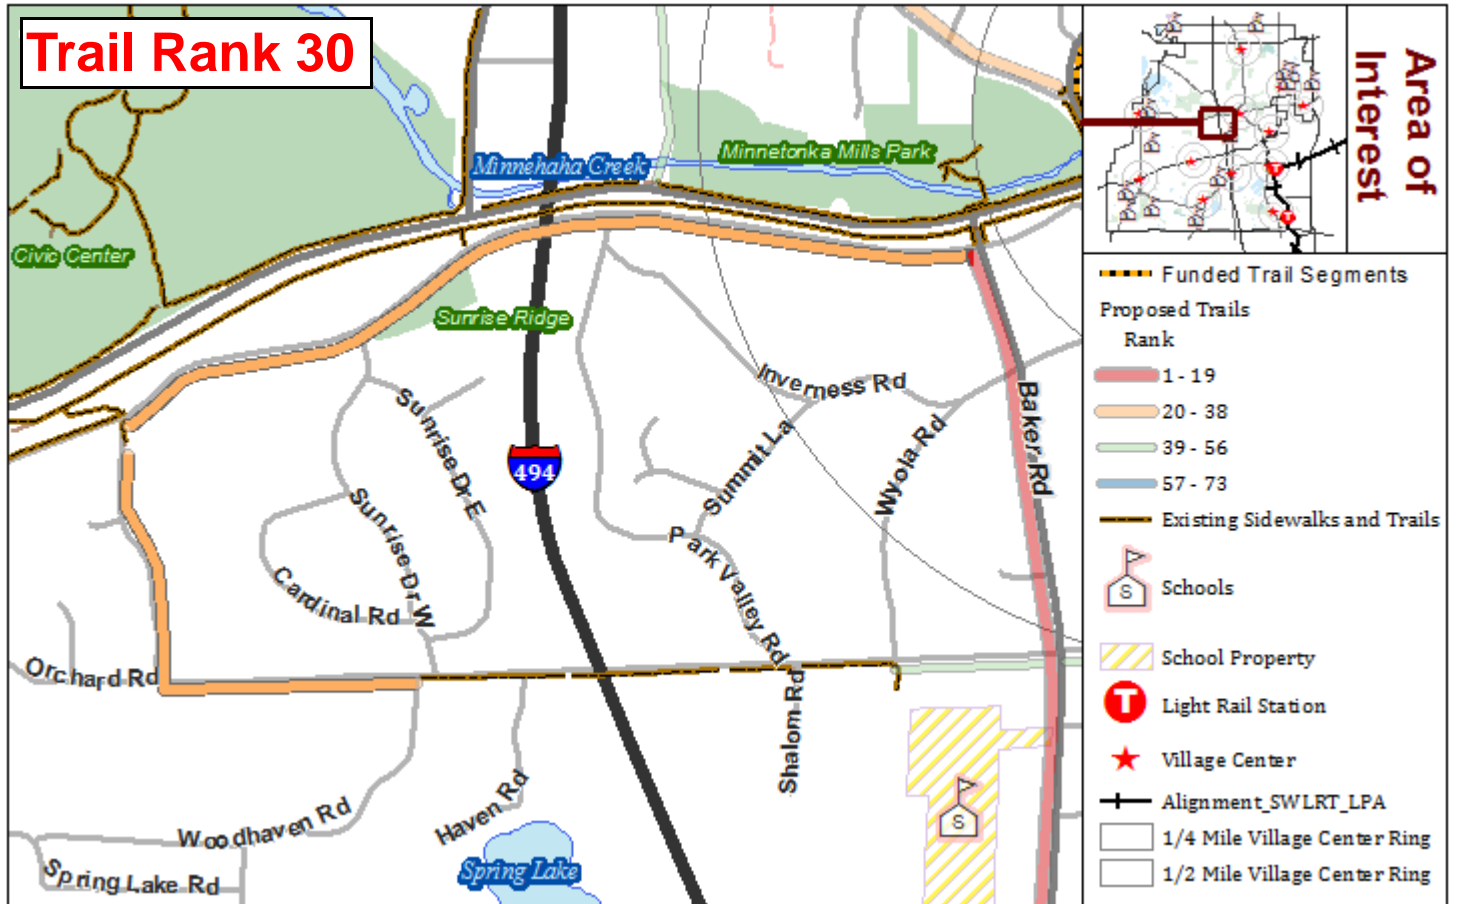 Trail Rank 30
Minnehaha Creek
Minnetonka Mills Park
Civic Center
Sunrise Ridge
Inverness Rd
Baker Rd
Sunrise Dr E
Summit La
Wyola Rd
494
Sunrise Dr W
Park Valley Rd
Cardinal Rd
Orchard Rd
Shalom Rd
Haven Rd
Woodhaven Rd
Spring Lake Rd
Spring Lake
S
Area of
Interest
T
T
Funded Trail Segments
Proposed Trails
Rank
1 - 19
20 - 38
39 - 56
57 - 73
Existing Sidewalks and Trails
S
Schools
School Property
T
Light Rail Station
Village Center
Alignment_SWLRT_LPA
1/4 Mile Village Center Ring
1/2 Mile Village Center Ring